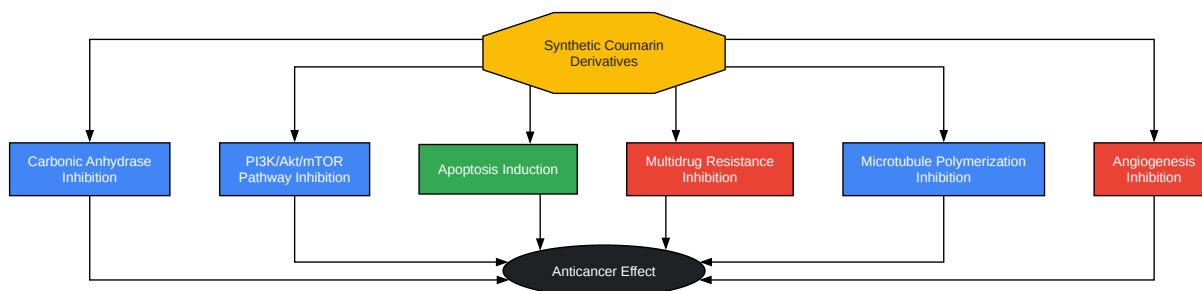 Synthetic Coumarin
Derivatives
Carbonic Anhydrase
Inhibition
PI3K/Akt/mTOR
Pathway Inhibition
Apoptosis Induction
Multidrug Resistance
Inhibition
Microtubule Polymerization
Inhibition
Angiogenesis
Inhibition
Anticancer Effect